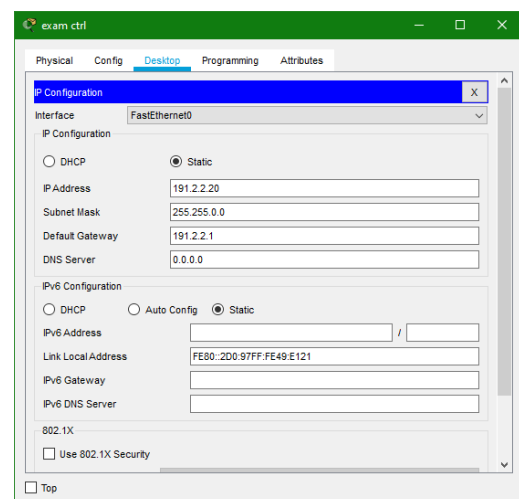 exam ctrl
Physical Config Desktop Programming Attributes
IP Configuration X
Interface FastEthernet0
IP Configuration
DHCP Static
IP Address 191.2.2.20
Subnet Mask 255.255.0.0
Default Gateway 191.2.2.1
DNS Server 0.0.0.0
IPv6 Configuration
DHCP Auto Config Static
IPv6 Address /
Link Local Address FE80::2D0:97FF:FE49:E121
IPv6 Gateway
IPv6 DNS Server
802.1X
Use 802.1X Security
Top